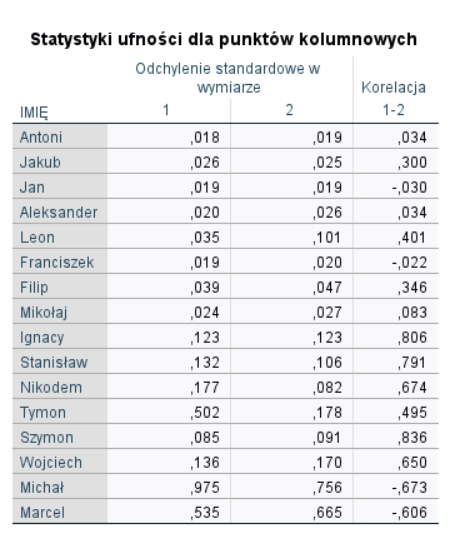 Statystyki ufności dla punktów kolumnowych
Odchylenie standardowe w
wymiarze Korelacja
IMIĘ 1 2 1-2
Antoni ,018 ,019 ,034
Jakub ,026 ,025 ,300
Jan ,019 ,019 -,030
Aleksander ,020 ,026 ,034
Leon ,035 ,101 ,401
Franciszek ,019 ,020 -,022
Filip ,039 ,047 ,346
Mikołaj ,024 ,027 ,083
Ignacy ,123 ,123 ,806
Stanisław ,132 ,106 ,791
Nikodem ,177 ,082 ,674
Tymon ,502 ,178 ,495
Szymon ,085 ,091 ,836
Wojciech ,136 ,170 ,650
Michał ,975 ,756 -,673
Marcel ,535 ,665 -,606